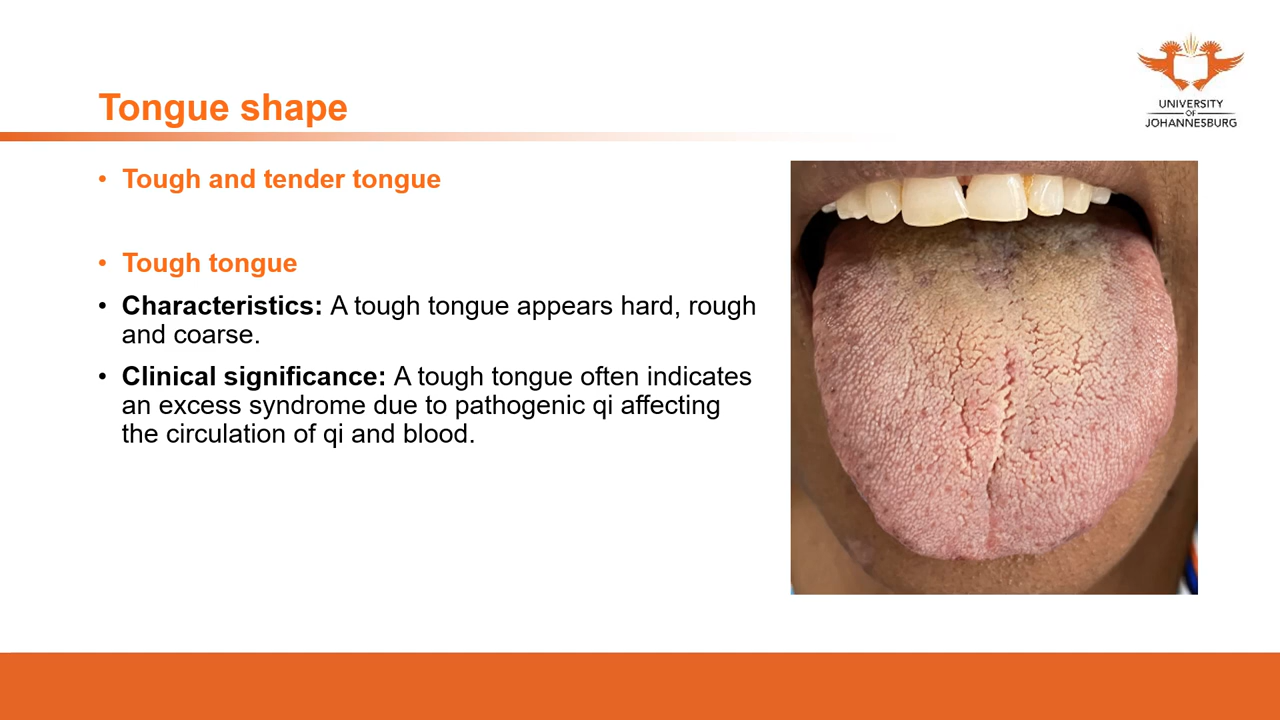 Tongue shape
UNIVERSITY
OF
JOHANNESBURG
• Tough and tender tongue
• Tough tongue
• Characteristics: A tough tongue appears hard, rough
and coarse.
• Clinical significance: A tough tongue often indicates
an excess syndrome due to pathogenic qi affecting
the circulation of qi and blood.